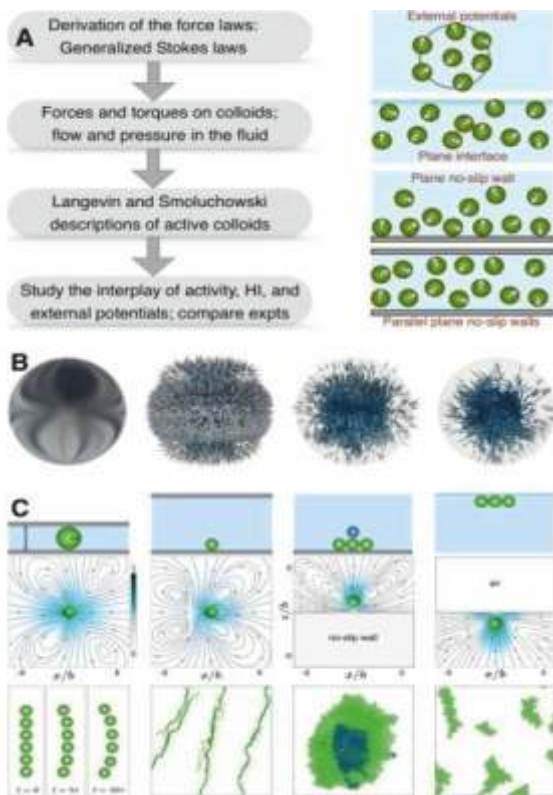 A
Derivation of the force laws:
Generalized Stokes laws
Forces and torques on colloids;
flow and pressure in the fluid
Langevin and Smoluchowski
descriptions of active colloids
Study the interplay of activity, HI, and
external potentials; compare expts
External potentials
Plane interface
Plane no-slip wall
Parallel plane no-slip walls
B
C
air
no-slip wall
z/b
x/b
x/b
x/b
x/b